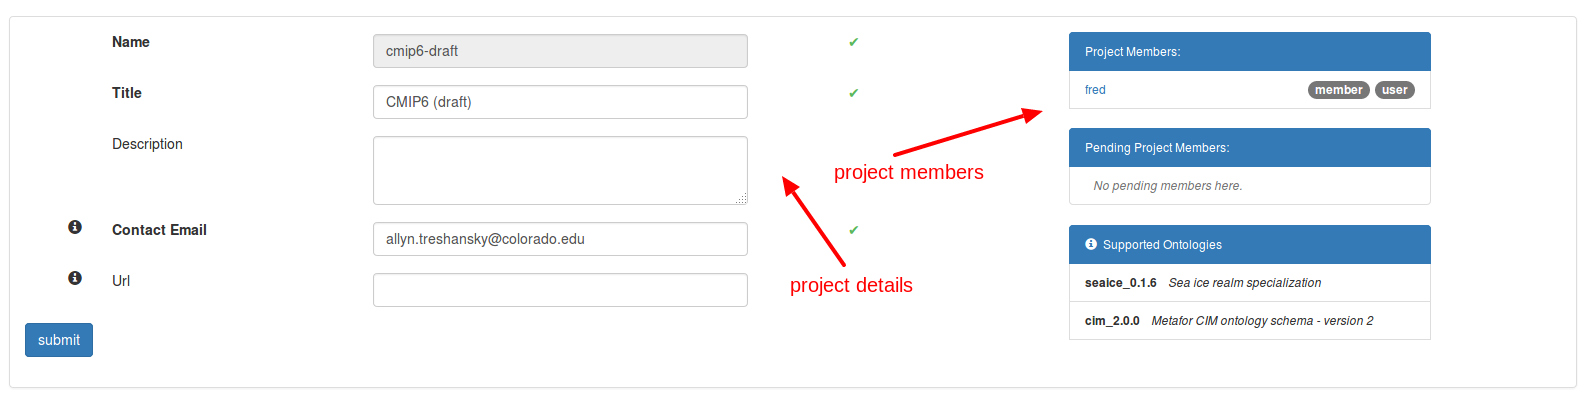 Name
cmip6-draft
✔
Title
CMIP6 (draft)
✔
Description
Contact Email
allyn.treshansky@colorado.edu
✔
Url
submit
project details
project members
Project Members:
fred member user
Pending Project Members:
No pending members here.
Supported Ontologies
seaice_0.1.6 Sea ice realm specialization
cim_2.0.0 Metafor CIM ontology schema - version 2